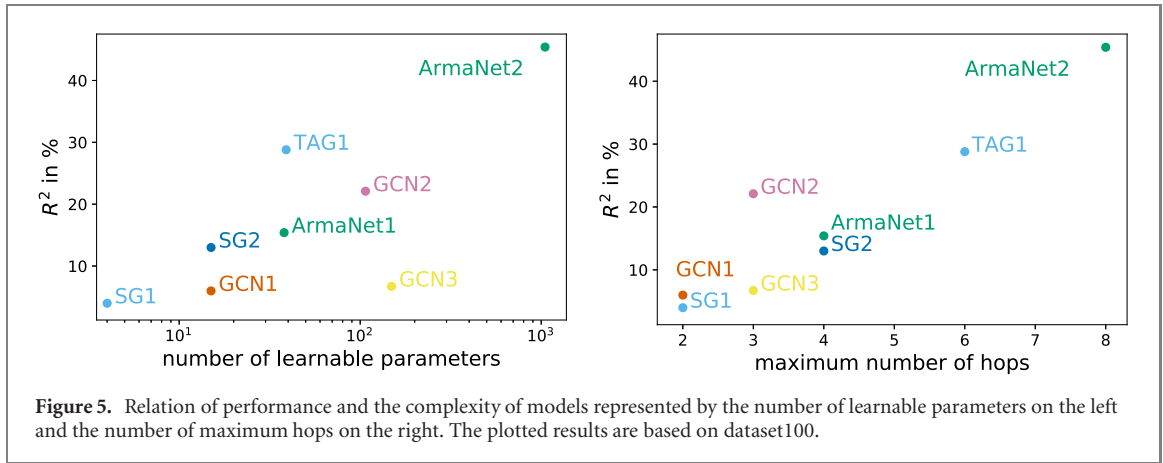 ArmaNet2
TAG1
GCN2
ArmaNet1
SG2
GCN1
GCN3
SG1
40
30
20
10
R² in %
10¹
10²
10³
number of learnable parameters
ArmaNet2
TAG1
GCN2
ArmaNet1
SG2
GCN1
GCN3
SG1
40
30
20
10
R² in %
2 3 4 5 6 7 8
maximum number of hops
Figure 5. Relation of performance and the complexity of models represented by the number of learnable parameters on the left
and the number of maximum hops on the right. The plotted results are based on dataset100.